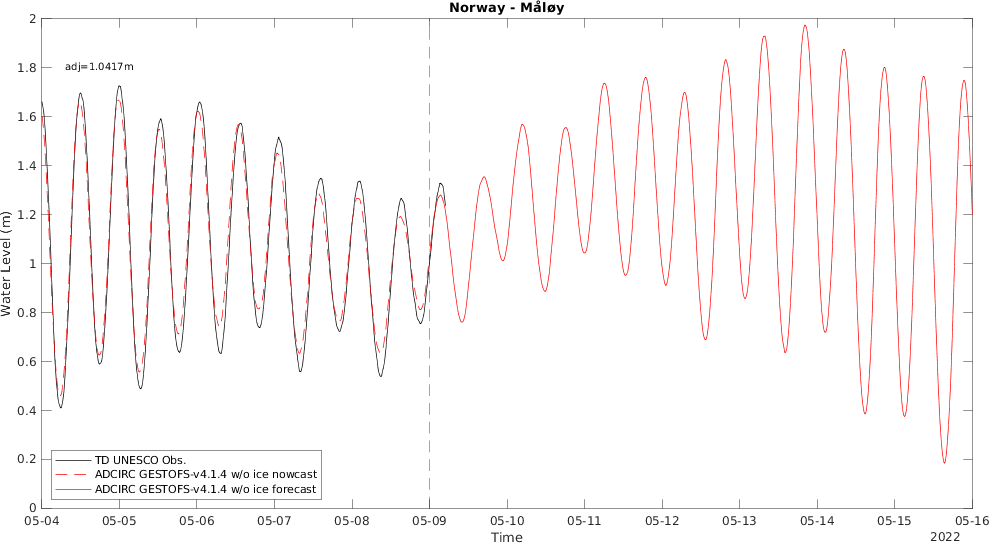 Norway - Måløy
2
1.8
1.6
1.4
1.2
1
0.8
0.6
0.4
0.2
0
Water Level (m)
adj=1.0417m
TD UNESCO Obs.
ADCIRC GESTOFS-v4.1.4 w/o ice nowcast
ADCIRC GESTOFS-v4.1.4 w/o ice forecast
05-04 05-05 05-06 05-07 05-08 05-09 05-10 05-11 05-12 05-13 05-14 05-15 05-16
Time
2022